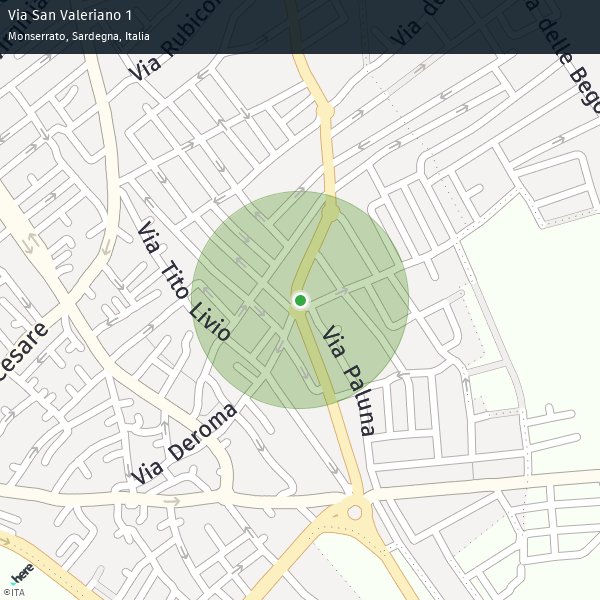 Via San Valeriano 1
Monserrato, Sardegna, Italia
Via Rubicon
Via de
a delle Bego
Via Tito Livio
Cesare
Via Paluna
Via Deroma
here
©ITA